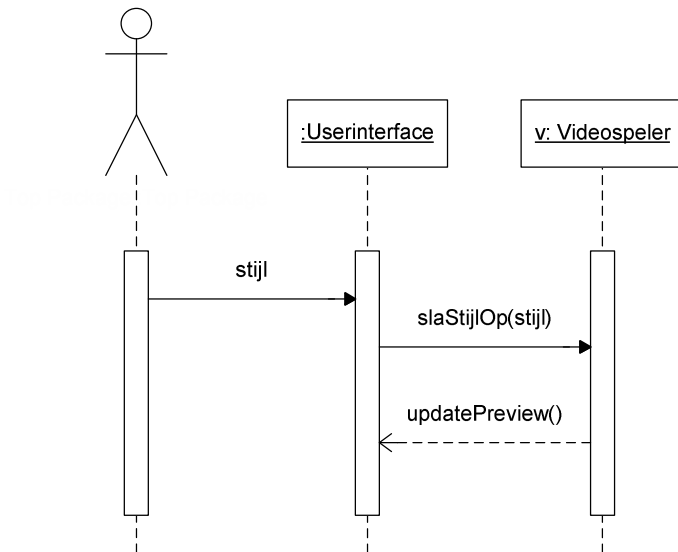 :Userinterface
v: Videospeler
stijl
slaStijlOp(stijl)
updatePreview()